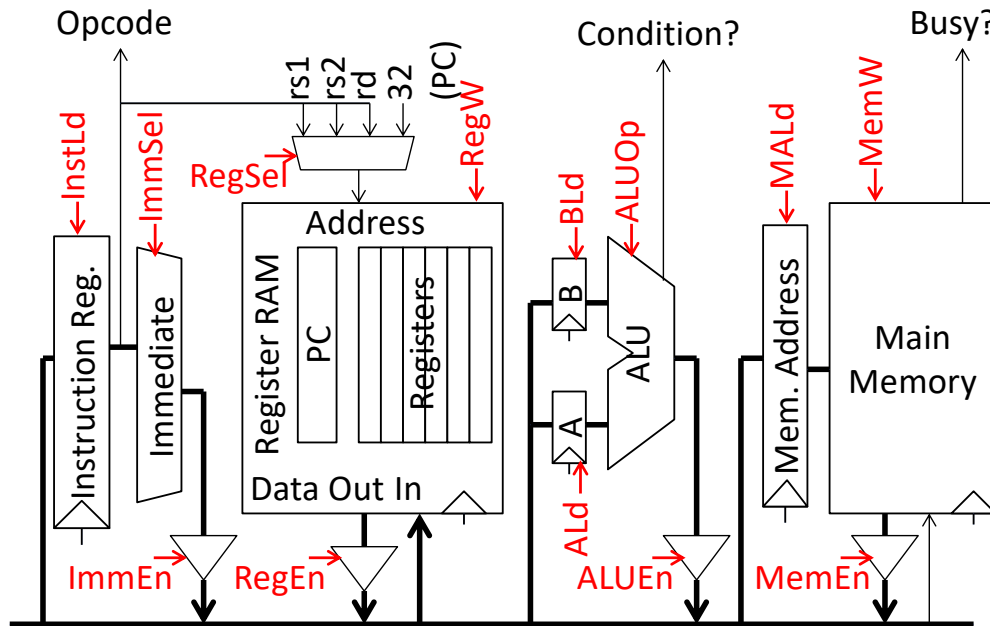 Opcode
Condition?
Busy?
rs1
rs2
rd
32
(PC)
InstLd
ImmSel
RegSel
RegW
BLd
ALUOp
MALd
MemW
Address
Instruction Reg.
Immediate
Register RAM
PC
Registers
B
A
ALU
Mem. Address
Main
Memory
Data Out In
ALd
ImmEn
RegEn
ALUEn
MemEn